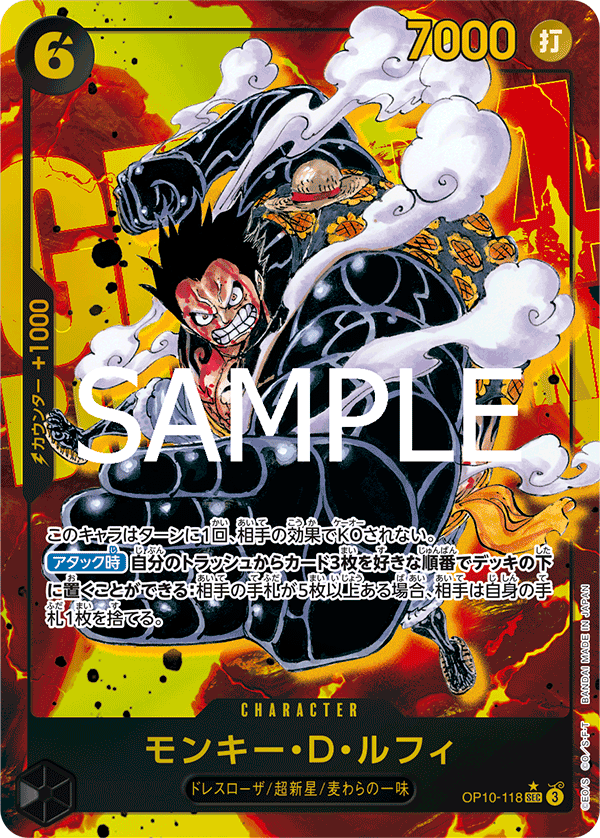 6
7000
打
カウンター +1000
SAMPLE
このキャラはターンに1回、相手の効果でKOされない。
アタック時 自分のトラッシュからカード3枚を好きな順番でデッキの下
に置くことができる：相手の手札が5枚以上ある場合、相手は自身の手
札1枚を捨てる。
CHARACTER
モンキー・D・ルフィ
ドレスローザ/超新星/麦わらの一味
OP10-118 SEC 3
©E.O/S ©O/S･F･T BANDAI MADE IN JAPAN